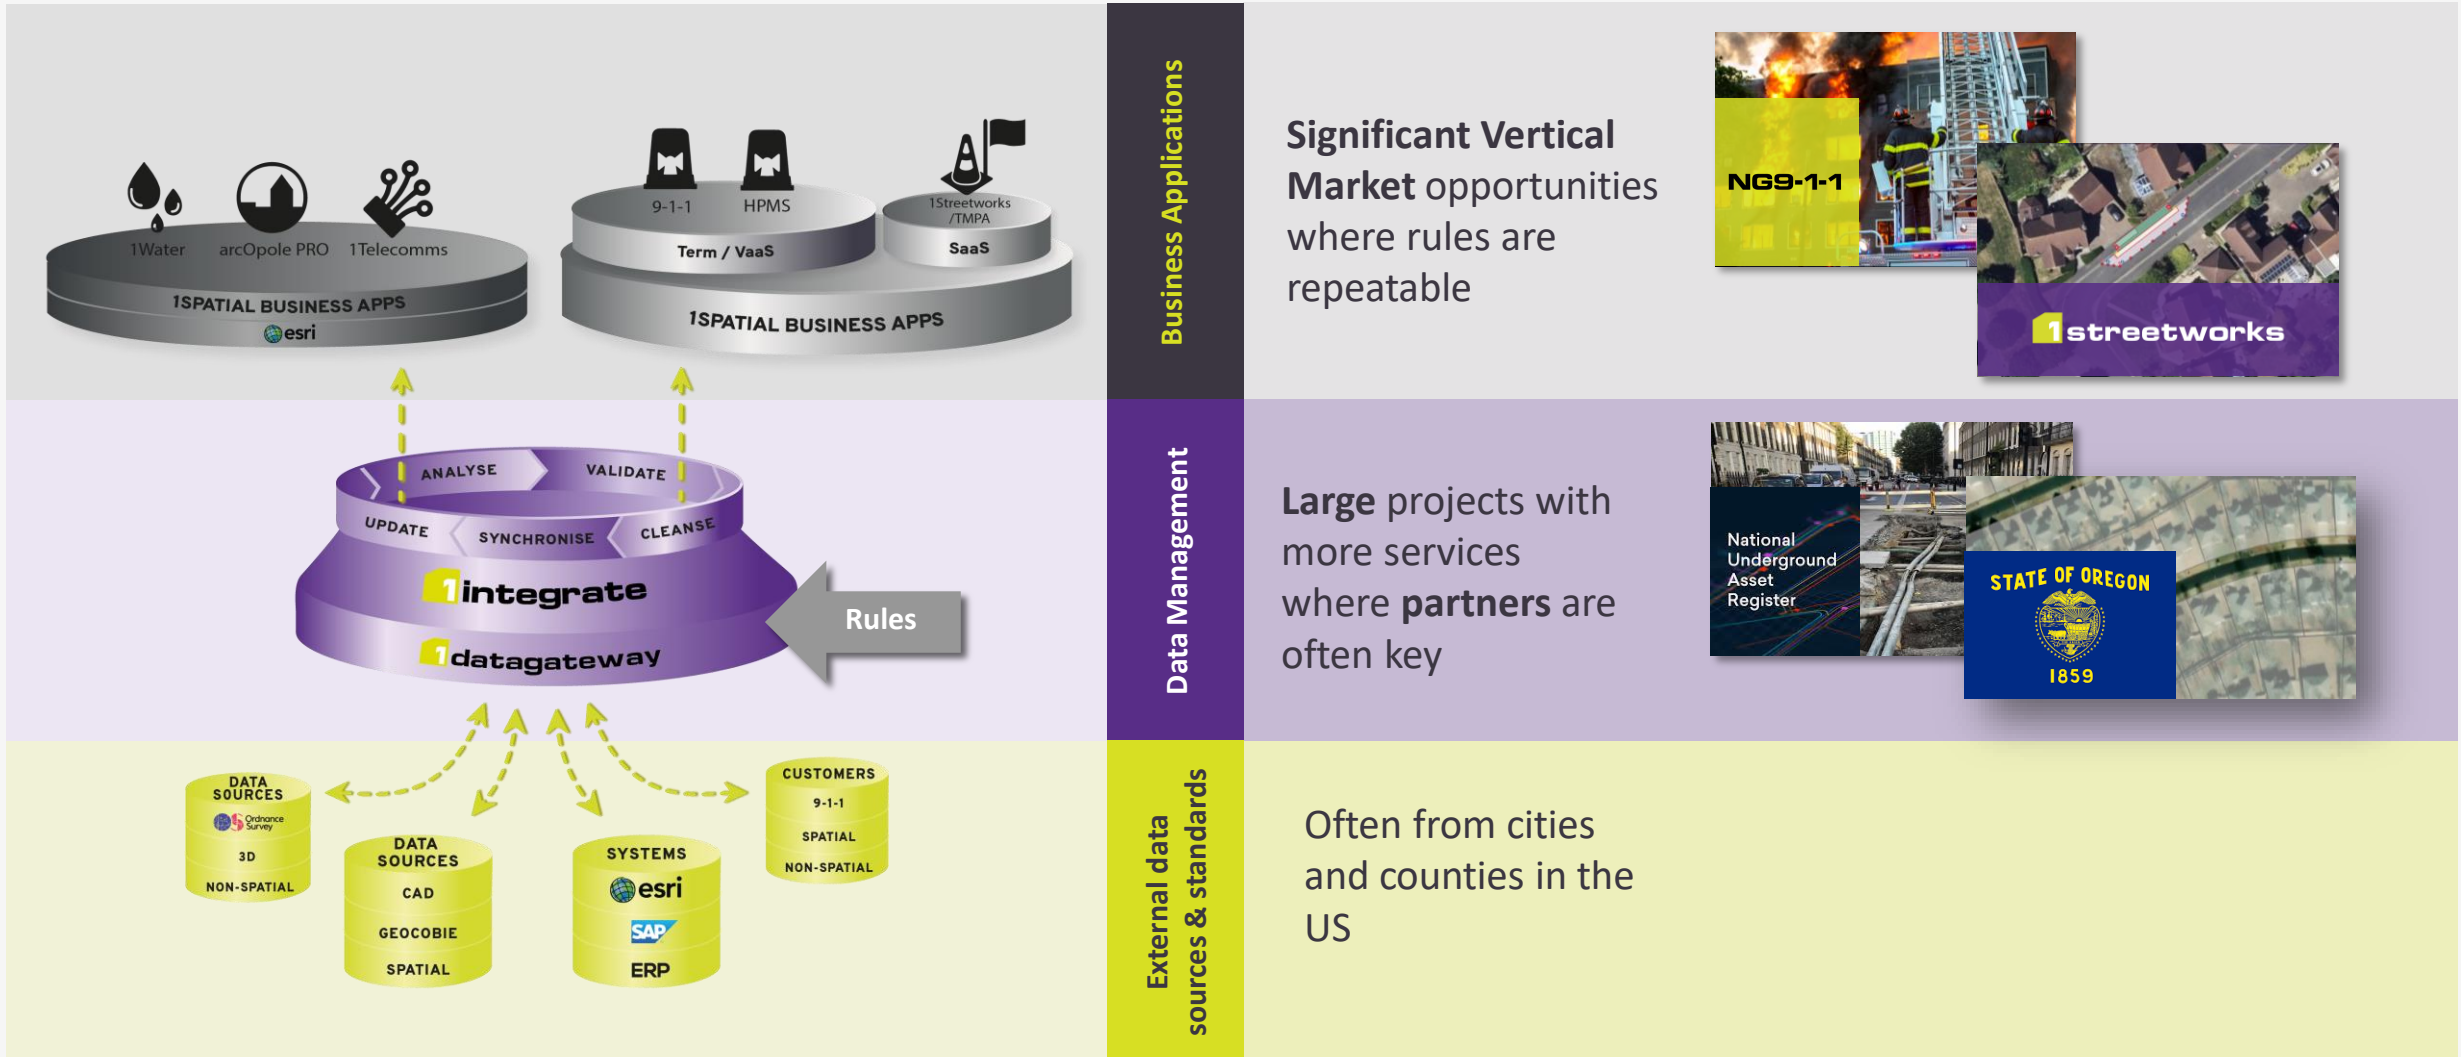 1Water
arcOpole PRO
1Telecomms
1SPATIAL BUSINESS APPS
esri
9-1-1
HPMS
Term / VaaS
1Streetworks
/TMPA
SaaS
1SPATIAL BUSINESS APPS
Business Applications
Significant Vertical
Market opportunities
where rules are
repeatable
NG9-1-1
1streetworks
ANALYSE
VALIDATE
UPDATE
SYNCHRONISE
CLEANSE
1integrate
1datagateway
Rules
Data Management
Large projects with
more services
where partners are
often key
National
Underground
Asset
Register
STATE OF OREGON
1859
DATA
SOURCES
OS Ordnance
Survey
3D
NON-SPATIAL
DATA
SOURCES
CAD
GEOCOBIE
SPATIAL
SYSTEMS
esri
SAP
ERP
CUSTOMERS
9-1-1
SPATIAL
NON-SPATIAL
External data
sources & standards
Often from cities
and counties in the
US